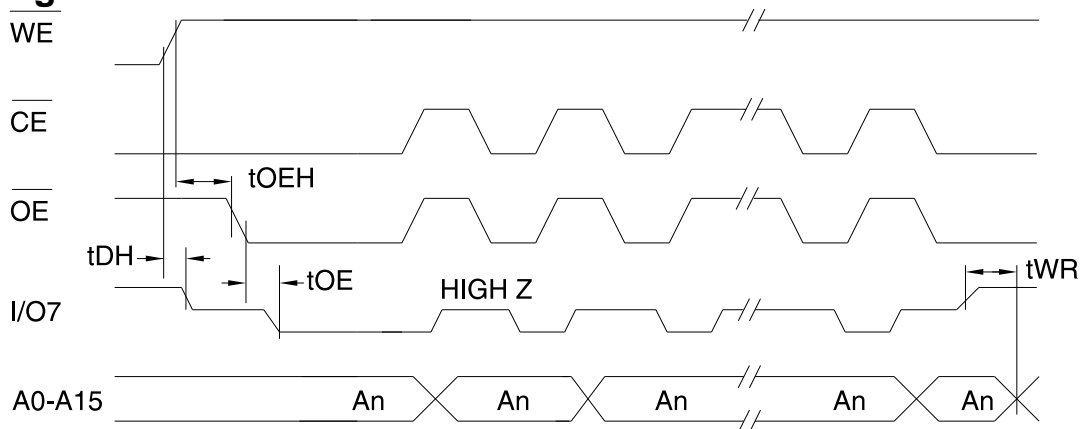 WE
CE
tOEH
OE
tDH
tOE
HIGH Z
tWR
I/O7
A0-A15
An
An
An
An
An